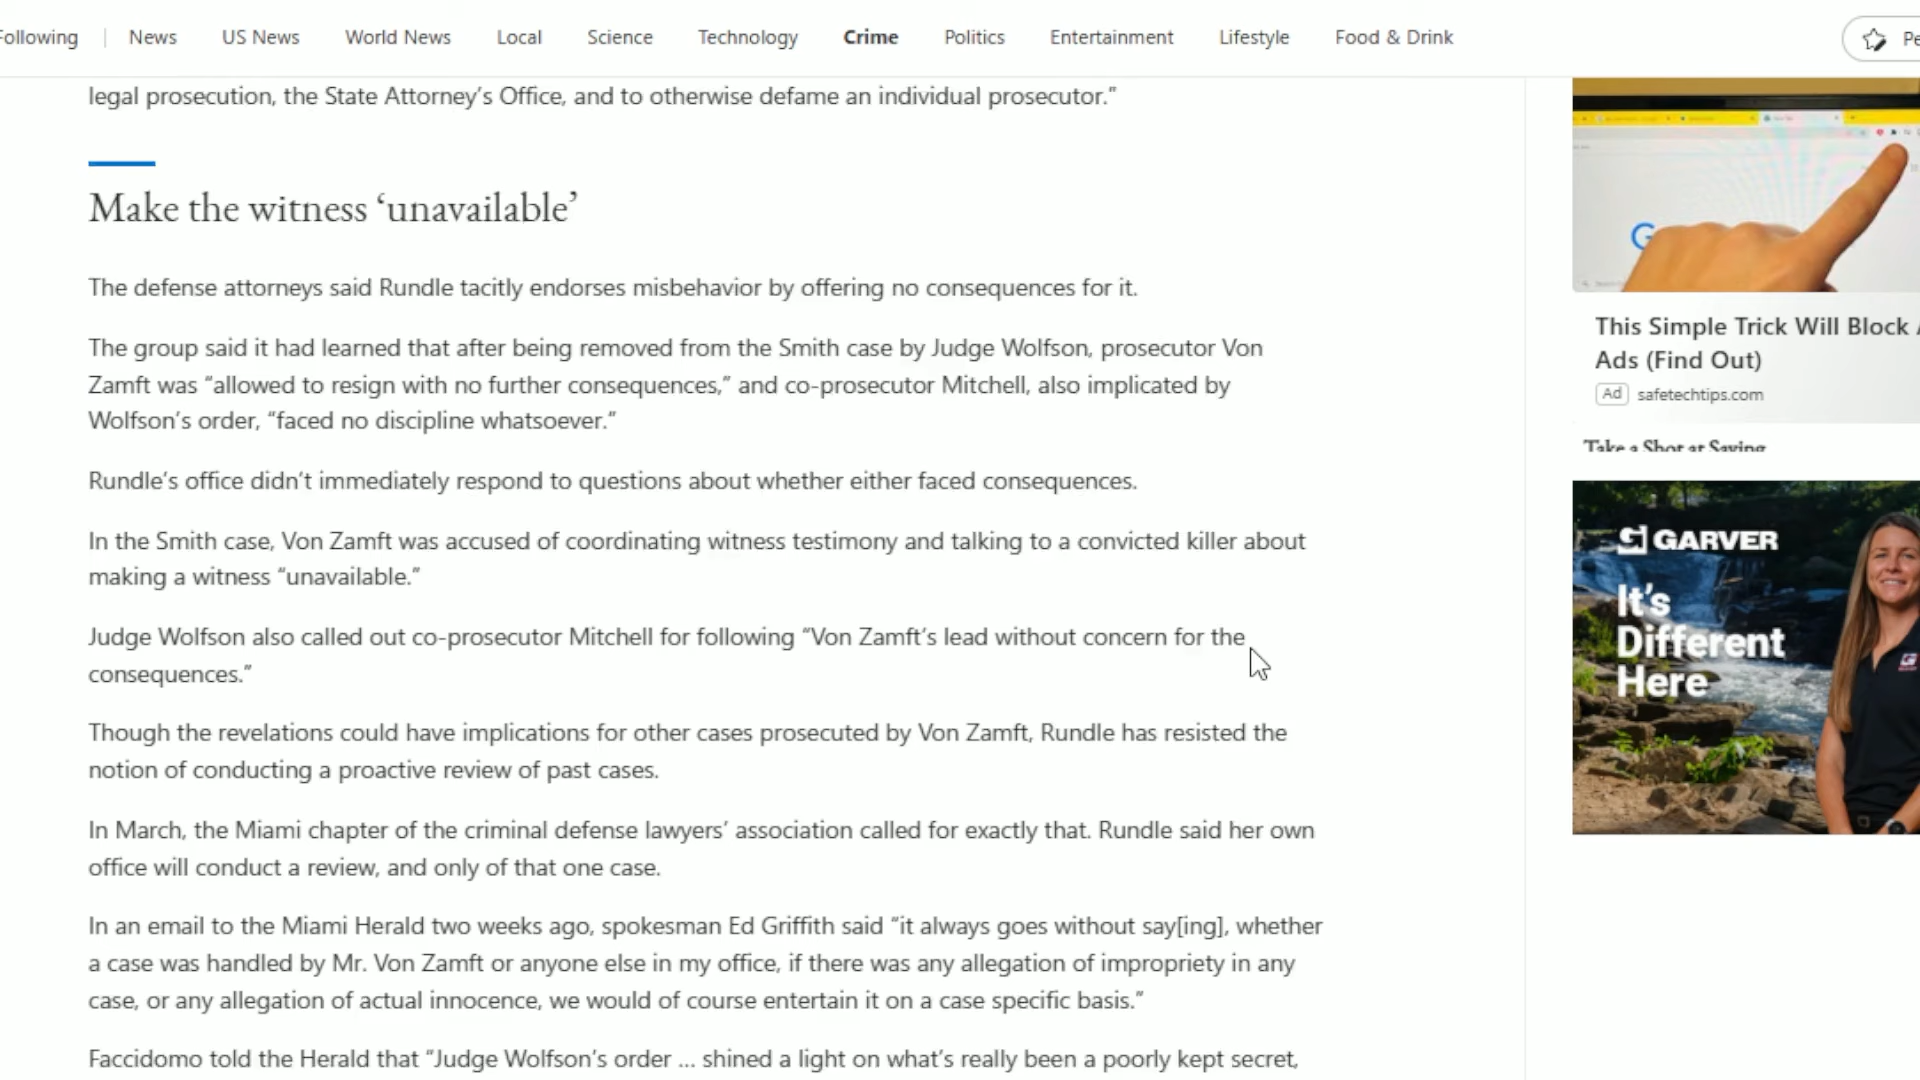 Following | News US News World News Local Science Technology Crime Politics Entertainment Lifestyle Food & Drink
legal prosecution, the State Attorney’s Office, and to otherwise defame an individual prosecutor.”
Make the witness ‘unavailable’
The defense attorneys said Rundle tacitly endorses misbehavior by offering no consequences for it.
The group said it had learned that after being removed from the Smith case by Judge Wolfson, prosecutor Von
Zamft was “allowed to resign with no further consequences,” and co-prosecutor Mitchell, also implicated by
Wolfson’s order, “faced no discipline whatsoever.”
Rundle’s office didn’t immediately respond to questions about whether either faced consequences.
In the Smith case, Von Zamft was accused of coordinating witness testimony and talking to a convicted killer about
making a witness “unavailable.”
Judge Wolfson also called out co-prosecutor Mitchell for following “Von Zamft’s lead without concern for the
consequences.”
Though the revelations could have implications for other cases prosecuted by Von Zamft, Rundle has resisted the
notion of conducting a proactive review of past cases.
In March, the Miami chapter of the criminal defense lawyers’ association called for exactly that. Rundle said her own
office will conduct a review, and only of that one case.
In an email to the Miami Herald two weeks ago, spokesman Ed Griffith said “it always goes without say[ing], whether
a case was handled by Mr. Von Zamft or anyone else in my office, if there was any allegation of impropriety in any
case, or any allegation of actual innocence, we would of course entertain it on a case specific basis.”
Faccidomo told the Herald that “Judge Wolfson’s order ... shined a light on what’s really been a poorly kept secret,
This Simple Trick Will Block
Ads (Find Out)
Ad safetechtips.com
Take a Shot at Saving
GARVER
It’s
Different
Here